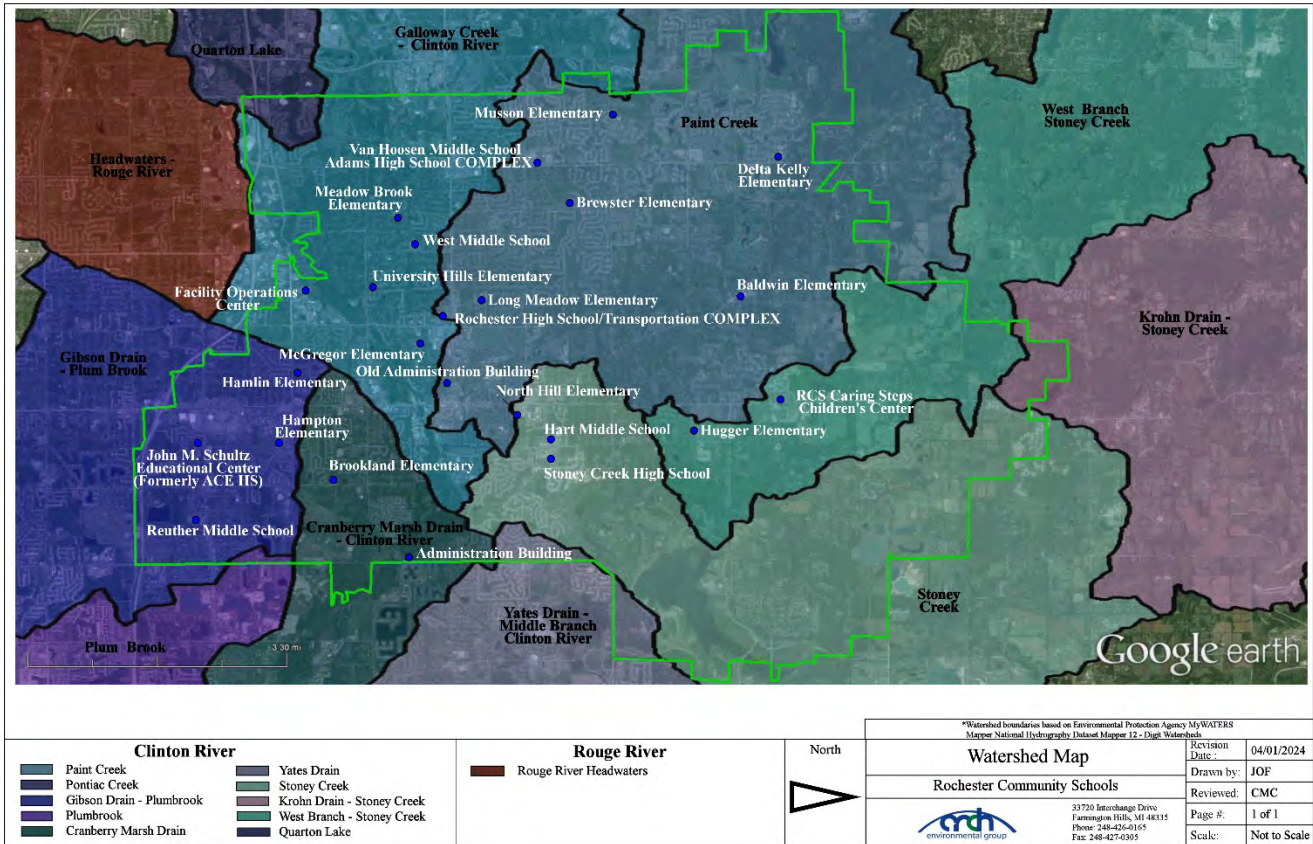 Quarton Lake
Galloway Creek
- Clinton River
Musson Elementary
Paint Creek
West Branch
Stoney Creek
Headwaters -
Rouge River
Van Hoosen Middle School
Adams High School COMPLEX
Delta Kelly
Elementary
Meadow Brook
Elementary
Brewster Elementary
West Middle School
University Hills Elementary
Facility Operations
Center
Long Meadow Elementary
Baldwin Elementary
Rochester High School/Transportation COMPLEX
Krohn Drain -
Stoney Creek
Gibson Drain
- Plum Brook
McGregor Elementary
Old Administration Building
Hamlin Elementary
North Hill Elementary
RCS Caring Steps
Children's Center
Hampton
Elementary
Hart Middle School
Hugger Elementary
John M. Schultz
Educational Center
(Formerly ACE HS)
Brookland Elementary
Stoney Creek High School
Reuther Middle School
Cranberry Marsh Drain
- Clinton River
Administration Building
Yates Drain -
Middle Branch
Clinton River
Stoney
Creek
Plum Brook
3.30 mi
Google earth
*Watershed boundaries based on Environmental Protection Agency MyWATERS
Mapper National Hydrography Dataset Mapper 12 - Digit Watersheds
Clinton River
Paint Creek
Pontiac Creek
Gibson Drain - Plumbrook
Plumbrook
Cranberry Marsh Drain
Yates Drain
Stoney Creek
Krohn Drain - Stoney Creek
West Branch - Stoney Creek
Quarton Lake
Rouge River
Rouge River Headwaters
North
Watershed Map
Rochester Community Schools
environmental group
33720 Interchange Drive
Farmington Hills, MI 48335
Phone: 248-426-0165
Fax: 248-427-0305
Revision Date : 04/01/2024
Drawn by: JOF
Reviewed: CMC
Page #: 1 of 1
Scale: Not to Scale